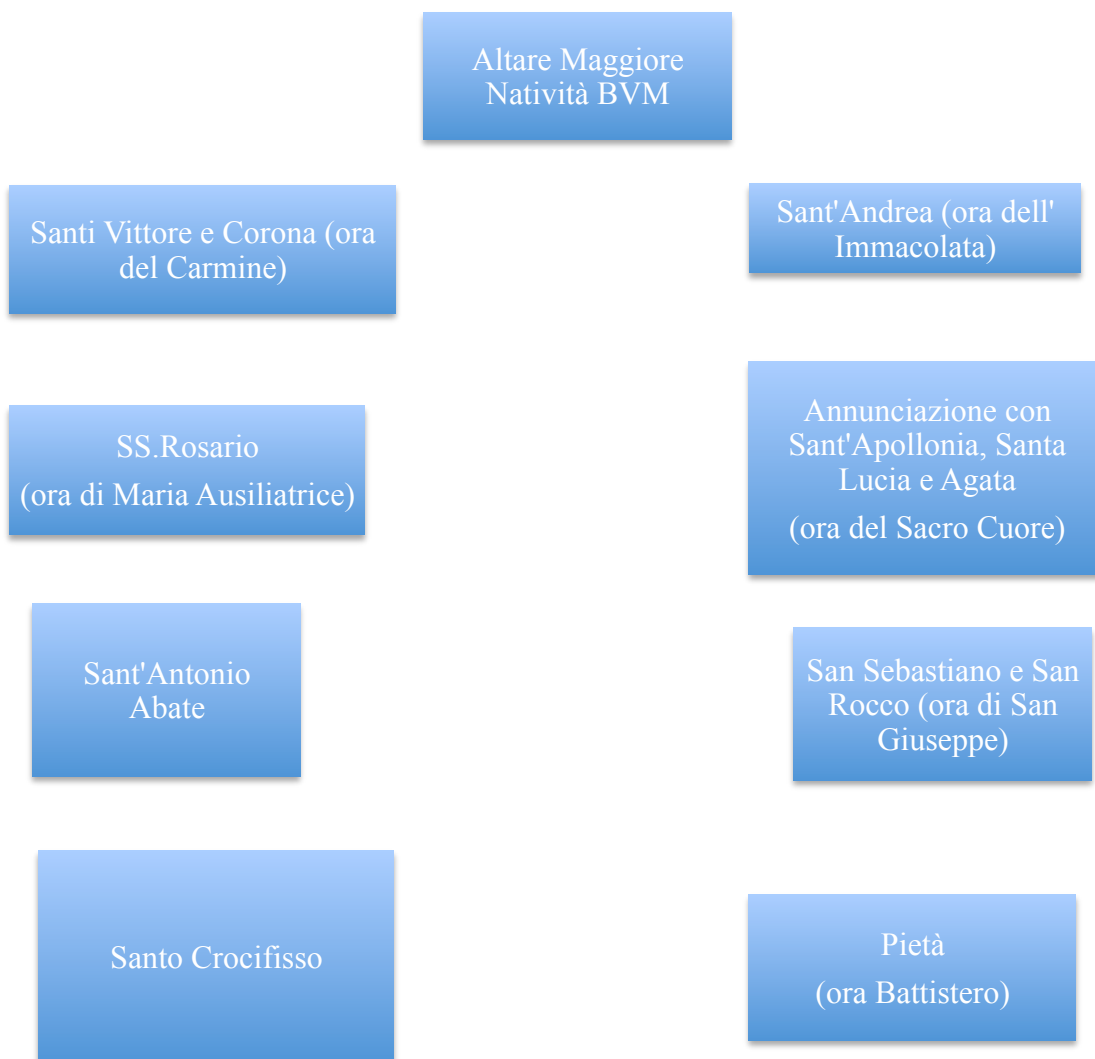 Altare Maggiore
Natività BVM
Santi Vittore e Corona (ora
del Carmine)
Sant'Andrea (ora dell'
Immacolata)
SS.Rosario
(ora di Maria Ausiliatrice)
Annunciazione con
Sant'Apollonia, Santa
Lucia e Agata
(ora del Sacro Cuore)
Sant'Antonio
Abate
San Sebastiano e San
Rocco (ora di San
Giuseppe)
Santo Crocifisso
Pietà
(ora Battistero)